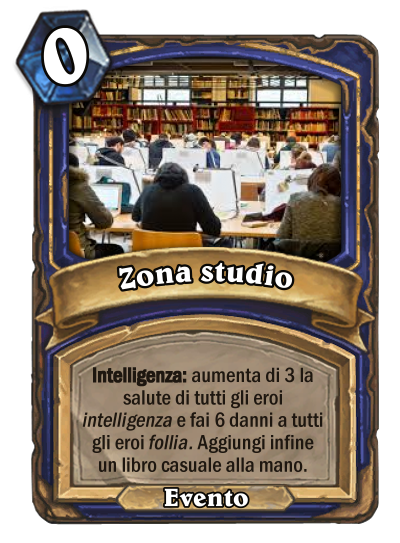 0
Zona studio
Intelligenza: aumenta di 3 la
salute di tutti gli eroi
intelligenza e fai 6 danni a tutti
gli eroi follia. Aggiungi infine
un libro casuale alla mano.
Evento